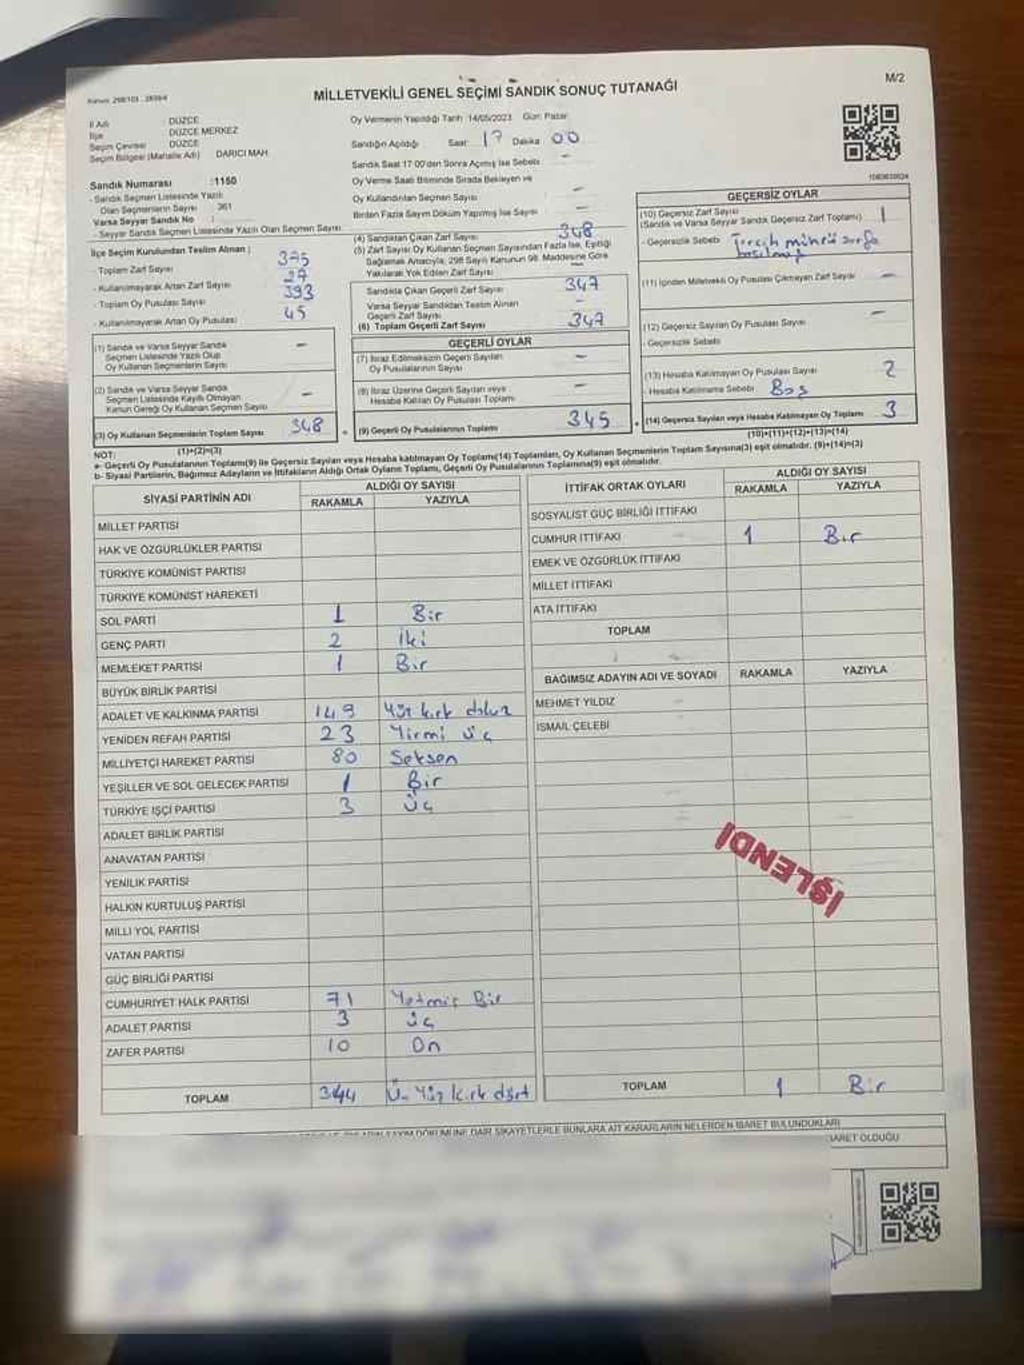 M/2
MİLLETVEKİLİ GENEL SEÇİMİ SANDIK SONUÇ TUTANAĞI
İl Adı : DÜZCE
İlçe : DÜZCE MERKEZ
Seçim Çevresi : DÜZCE
Seçim Bölgesi (Mahalle Adı) DARICI MAH.
Sandık Numarası :1150
- Sandık Seçmen Listesinde Yazılı
Olan Seçmenlerin Sayısı : 361
Varsa Seyyar Sandık No :
- Seyyar Sandık Seçmen Listesinde Yazılı Olan Seçmen Sayısı
İlçe Seçim Kurulundan Teslim Alınan :
- Toplam Zarf Sayısı 375
- Kullanılmayarak Artan Zarf Sayısı 27
- Toplam Oy Pusulası Sayısı 393
- Kullanılmayarak Artan Oy Pusulası 45
Oy Vermenin Yapıldığı Tarih 14/05/2023 Gün: Pazar
Sandığın Açıldığı Saat 17 Dakika 00
Sandık Saat 17:00'den Sonra Açılmış İse Sebebi -
Oy Verme Saati Bitiminde Sırada Bekleyen ve
Oy Kullandırılan Seçmen Sayısı -
Birden Fazla Sayım Döküm Yapılmış İse Sayısı -
(4) Sandıktan Çıkan Zarf Sayısı 348
(5) Zarf Sayısı Oy Kullanan Seçmen Sayısından Fazla İse, Eşitliği
Sağlamak Amacıyla, 298 Sayılı Kanunun 98. Maddesine Göre
Yakılarak Yok Edilen Zarf Sayısı
Sandıkta Çıkan Geçerli Zarf Sayısı 347
Varsa Seyyar Sandıktan Teslim Alınan
Geçerli Zarf Sayısı -
(6) Toplam Geçerli Zarf Sayısı 347
GEÇERSİZ OYLAR
(10) Geçersiz Zarf Sayısı 1
(Sandık ve Varsa Seyyar Sandık Geçersiz Zarf Toplamı)
- Geçersizlik Sebebi Tercih mührü zarfa
basılmış
(11) İçinden Milletvekili Oy Pusulası Çıkmayan Zarf Sayısı -
(12) Geçersiz Sayılan Oy Pusulası Sayısı -
- Geçersizlik Sebebi
(13) Hesaba Katılmayan Oy Pusulası Sayısı 2
- Hesaba Katılmama Sebebi Boş
(14) Geçersiz Sayılan veya Hesaba Katılmayan Oy Toplamı 3
(10)+(11)+(12)+(13)=(14)
(1) Sandık ve Varsa Seyyar Sandık
Seçmen Listesinde Yazılı Olup
Oy Kullanan Seçmenlerin Sayısı -
(2) Sandık ve Varsa Seyyar Sandık
Seçmen Listesinde Kayıtlı Olmayan
Kanun Gereği Oy Kullanan Seçmen Sayısı -
(3) Oy Kullanan Seçmenlerin Toplam Sayısı 348
(1)+(2)=(3)
GEÇERLİ OYLAR
(7) İtiraz Edilmeksizin Geçerli Sayılan
Oy Pusulalarının Sayısı -
(8) İtiraz Üzerine Geçerli Sayılan veya
Hesaba Katılan Oy Pusulası Toplamı -
(9) Geçerli Oy Pusulalarının Toplamı 345
NOT:
a- Geçerli Oy Pusulalarının Toplamı(9) ile Geçersiz Sayılan veya Hesaba katılmayan Oy Toplamı(14) Toplamları, Oy Kullanan Seçmenlerin Toplam Sayısına(3) eşit olmalıdır. (9)+(14)=(3)
b- Siyasi Partilerin, Bağımsız Adayların ve İttifakların Aldığı Ortak Oyların Toplamı, Geçerli Oy Pusulalarının Toplamına(9) eşit olmalıdır.
SİYASİ PARTİNİN ADI ALDIĞI OY SAYISI
RAKAMLA YAZIYLA
MİLLET PARTİSİ
HAK VE ÖZGÜRLÜKLER PARTİSİ
TÜRKİYE KOMÜNİST PARTİSİ
TÜRKİYE KOMÜNİST HAREKETİ
SOL PARTİ 1 Bir
GENÇ PARTİ 2 İki
MEMLEKET PARTİSİ 1 Bir
BÜYÜK BİRLİK PARTİSİ
ADALET VE KALKINMA PARTİSİ 149 Yüz kırk dokuz
YENİDEN REFAH PARTİSİ 23 Yirmi üç
MİLLİYETÇİ HAREKET PARTİSİ 80 Seksen
YEŞİLLER VE SOL GELECEK PARTİSİ 1 Bir
TÜRKİYE İŞÇİ PARTİSİ 3 üç
ADALET BİRLİK PARTİSİ
ANAVATAN PARTİSİ
YENİLİK PARTİSİ
HALKIN KURTULUŞ PARTİSİ
MİLLİ YOL PARTİSİ
VATAN PARTİSİ
GÜÇ BİRLİĞİ PARTİSİ
CUMHURİYET HALK PARTİSİ 71 Yetmiş Bir
ADALET PARTİSİ 3 üç
ZAFER PARTİSİ 10 On
TOPLAM 344 Üç Yüz kırk dört
İTTİFAK ORTAK OYLARI ALDIĞI OY SAYISI
RAKAMLA YAZIYLA
SOSYALİST GÜÇ BİRLİĞİ İTTİFAKI
CUMHUR İTTİFAKI 1 Bir
EMEK VE ÖZGÜRLÜK İTTİFAKI
MİLLET İTTİFAKI
ATA İTTİFAKI
TOPLAM
BAĞIMSIZ ADAYIN ADI VE SOYADI RAKAMLA YAZIYLA
MEHMET YILDIZ
İSMAİL ÇELEBİ
İŞLENDİ
TOPLAM 1 Bir
SAYIM DÖKÜMÜNE DAİR ŞİKAYETLERLE BUNLARA AİT KARARLARIN NELERDEN İBARET BULUNDUKLARI
İBARET OLDUĞU